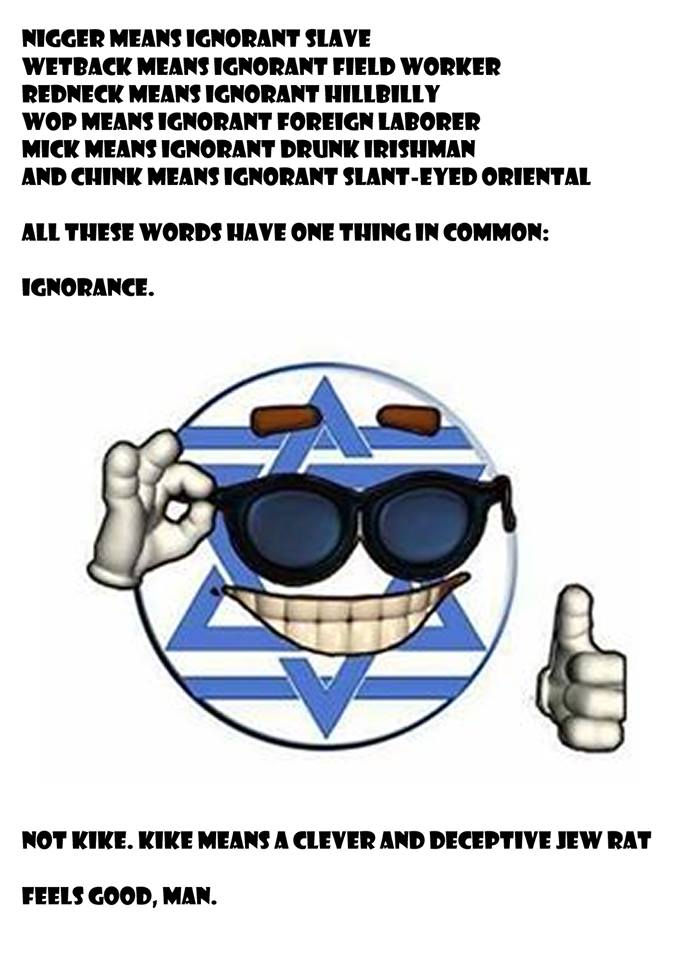 NIGGER MEANS IGNORANT SLAVE
WETBACK MEANS IGNORANT FIELD WORKER
REDNECK MEANS IGNORANT HILLBILLY
WOP MEANS IGNORANT FOREIGN LABORER
MICK MEANS IGNORANT DRUNK IRISHMAN
AND CHINK MEANS IGNORANT SLANT-EYED ORIENTAL
ALL THESE WORDS HAVE ONE THING IN COMMON:
IGNORANCE.
NOT KIKE. KIKE MEANS A CLEVER AND DECEPTIVE JEW RAT
FEELS GOOD, MAN.